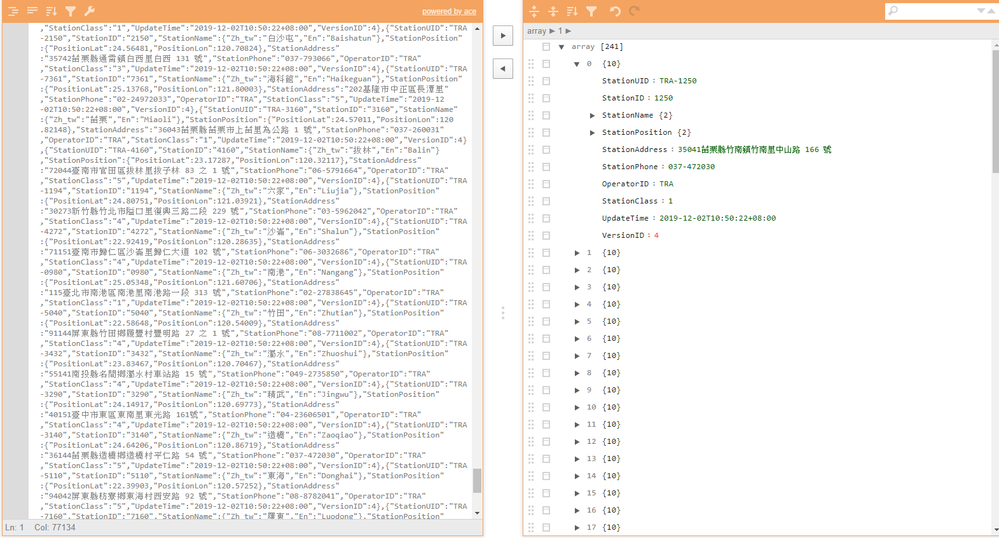 powered by ace
,"StationClass":"1","UpdateTime":"2019-12-02T10:50:22+08:00","VersionID":4},{"StationUID":"TRA
-2150","StationID":"2150","StationName":{"Zh_tw":"白沙屯","En":"Baishatun"},"StationPosition"
:{"PositionLat":24.56481,"PositionLon":120.70824},"StationAddress"
:"35742苗栗縣通霄鎮白西里白西 131 號","StationPhone":"037-793066","OperatorID":"TRA"
,"StationClass":"3","UpdateTime":"2019-12-02T10:50:22+08:00","VersionID":4},{"StationUID":"TRA
-7361","StationID":"7361","StationName":{"Zh_tw":"海科館","En":"Haikeguan"},"StationPosition"
:{"PositionLat":25.13768,"PositionLon":121.80003},"StationAddress":"202基隆市中正區長潭里"
,"StationPhone":"02-24972033","OperatorID":"TRA","StationClass":"5","UpdateTime":"2019-12
-02T10:50:22+08:00","VersionID":4},{"StationUID":"TRA-3160","StationID":"3160","StationName"
:{"Zh_tw":"苗栗","En":"Miaoli"},"StationPosition":{"PositionLat":24.57011,"PositionLon":120
.82148},"StationAddress":"36043苗栗縣苗栗市上苗里為公路 1 號","StationPhone":"037-260031"
,"OperatorID":"TRA","StationClass":"1","UpdateTime":"2019-12-02T10:50:22+08:00","VersionID":4}
,{"StationUID":"TRA-4160","StationID":"4160","StationName":{"Zh_tw":"拔林","En":"Balin"}
,"StationPosition":{"PositionLat":23.17287,"PositionLon":120.32117},"StationAddress"
:"72044臺南市官田區拔林里拔子林 83 之 1 號","StationPhone":"06-5791664","OperatorID":"TRA"
,"StationClass":"5","UpdateTime":"2019-12-02T10:50:22+08:00","VersionID":4},{"StationUID":"TRA
-1194","StationID":"1194","StationName":{"Zh_tw":"六家","En":"Liujia"},"StationPosition"
:{"PositionLat":24.80751,"PositionLon":121.03921},"StationAddress"
:"30273新竹縣竹北市隘口里復興三路二段 229 號","StationPhone":"03-5962042","OperatorID":"TRA"
,"StationClass":"4","UpdateTime":"2019-12-02T10:50:22+08:00","VersionID":4},{"StationUID":"TRA
-4272","StationID":"4272","StationName":{"Zh_tw":"沙崙","En":"Shalun"},"StationPosition"
:{"PositionLat":22.92419,"PositionLon":120.28635},"StationAddress"
:"71151臺南市歸仁區沙崙里歸仁大道 102 號","StationPhone":"06-3032686","OperatorID":"TRA"
,"StationClass":"4","UpdateTime":"2019-12-02T10:50:22+08:00","VersionID":4},{"StationUID":"TRA
-0980","StationID":"0980","StationName":{"Zh_tw":"南港","En":"Nangang"},"StationPosition"
:{"PositionLat":25.05348,"PositionLon":121.60706},"StationAddress"
:"115臺北市南港區南港里南港路一段 313 號","StationPhone":"02-27838645","OperatorID":"TRA"
,"StationClass":"1","UpdateTime":"2019-12-02T10:50:22+08:00","VersionID":4},{"StationUID":"TRA
-5040","StationID":"5040","StationName":{"Zh_tw":"竹田","En":"Zhutian"},"StationPosition"
:{"PositionLat":22.58648,"PositionLon":120.54009},"StationAddress"
:"91144屏東縣竹田鄉履豐村豐明路 27 之 1 號","StationPhone":"08-7711002","OperatorID":"TRA"
,"StationClass":"4","UpdateTime":"2019-12-02T10:50:22+08:00","VersionID":4},{"StationUID":"TRA
-3432","StationID":"3432","StationName":{"Zh_tw":"濁水","En":"Zhuoshui"},"StationPosition"
:{"PositionLat":23.83467,"PositionLon":120.70467},"StationAddress"
:"55141南投縣名間鄉濁水村車站路 15 號","StationPhone":"049-2735850","OperatorID":"TRA"
,"StationClass":"4","UpdateTime":"2019-12-02T10:50:22+08:00","VersionID":4},{"StationUID":"TRA
-3290","StationID":"3290","StationName":{"Zh_tw":"精武","En":"Jingwu"},"StationPosition"
:{"PositionLat":24.14917,"PositionLon":120.69773},"StationAddress"
:"40151臺中市東區東南里東光路 161號","StationPhone":"04-23606501","OperatorID":"TRA"
,"StationClass":"4","UpdateTime":"2019-12-02T10:50:22+08:00","VersionID":4},{"StationUID":"TRA
-3140","StationID":"3140","StationName":{"Zh_tw":"造橋","En":"Zaoqiao"},"StationPosition"
:{"PositionLat":24.64206,"PositionLon":120.86719},"StationAddress"
:"36144苗栗縣造橋鄉造橋村平仁路 54 號","StationPhone":"037-472030","OperatorID":"TRA"
,"StationClass":"5","UpdateTime":"2019-12-02T10:50:22+08:00","VersionID":4},{"StationUID":"TRA
-5110","StationID":"5110","StationName":{"Zh_tw":"東海","En":"Donghai"},"StationPosition"
:{"PositionLat":22.39903,"PositionLon":120.57252},"StationAddress"
:"94042屏東縣枋寮鄉東海村西安路 92 號","StationPhone":"08-8782041","OperatorID":"TRA"
,"StationClass":"5","UpdateTime":"2019-12-02T10:50:22+08:00","VersionID":4},{"StationUID":"TRA
-7160","StationID":"7160","StationName":{"Zh_tw":"羅東","En":"Luodong"},"StationPosition"
Ln: 1 Col: 77134
array ▶ 1 ▶
array [241]
0 {10}
StationUID : TRA-1250
StationID : 1250
StationName {2}
StationPosition {2}
StationAddress : 35041苗栗縣竹南鎮竹南里中山路 166 號
StationPhone : 037-472030
OperatorID : TRA
StationClass : 1
UpdateTime : 2019-12-02T10:50:22+08:00
VersionID : 4
1 {10}
2 {10}
3 {10}
4 {10}
5 {10}
6 {10}
7 {10}
8 {10}
9 {10}
10 {10}
11 {10}
12 {10}
13 {10}
14 {10}
15 {10}
16 {10}
17 {10}